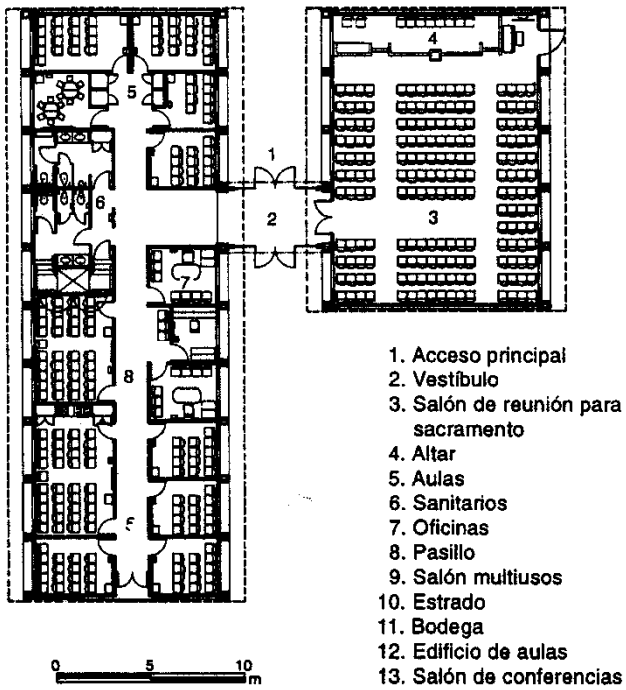 4
5
1
6
2
3
7
8
5
1. Acceso principal
2. Vestíbulo
3. Salón de reunión para
sacramento
4. Altar
5. Aulas
6. Sanitarios
7. Oficinas
8. Pasillo
9. Salón multiusos
10. Estrado
11. Bodega
12. Edificio de aulas
13. Salón de conferencias
0 5 10
m